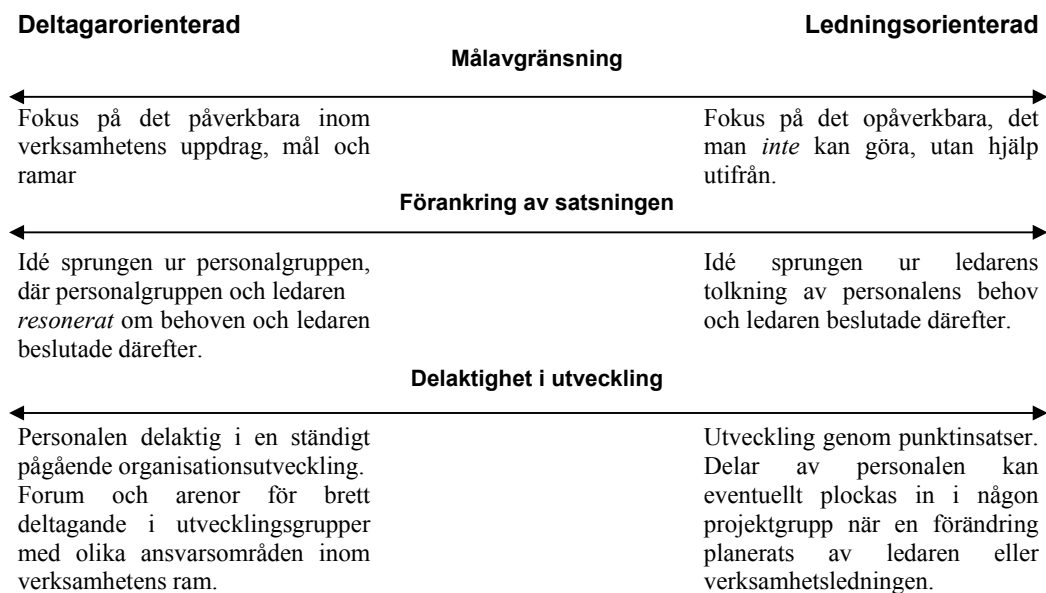 Deltagarorienterad
Ledningsorienterad
Målavgränsning
Fokus på det påverkbara inom
verksamhetens uppdrag, mål och
ramar
Fokus på det opåverkbara, det
man inte kan göra, utan hjälp
utifrån.
Förankring av satsningen
Idé sprungen ur personalgruppen,
där personalgruppen och ledaren
resonerat om behoven och ledaren
beslutade därefter.
Idé sprungen ur ledarens
tolkning av personalens behov
och ledaren beslutade därefter.
Delaktighet i utveckling
Personalen delaktig i en ständigt
pågående organisationsutveckling.
Forum och arenor för brett
deltagande i utvecklingsgrupper
med olika ansvarsområden inom
verksamhetens ram.
Utveckling genom punktinsatser.
Delar av personalen kan
eventuellt plockas in i någon
projektgrupp när en förändring
planerats av ledaren eller
verksamhetsledningen.